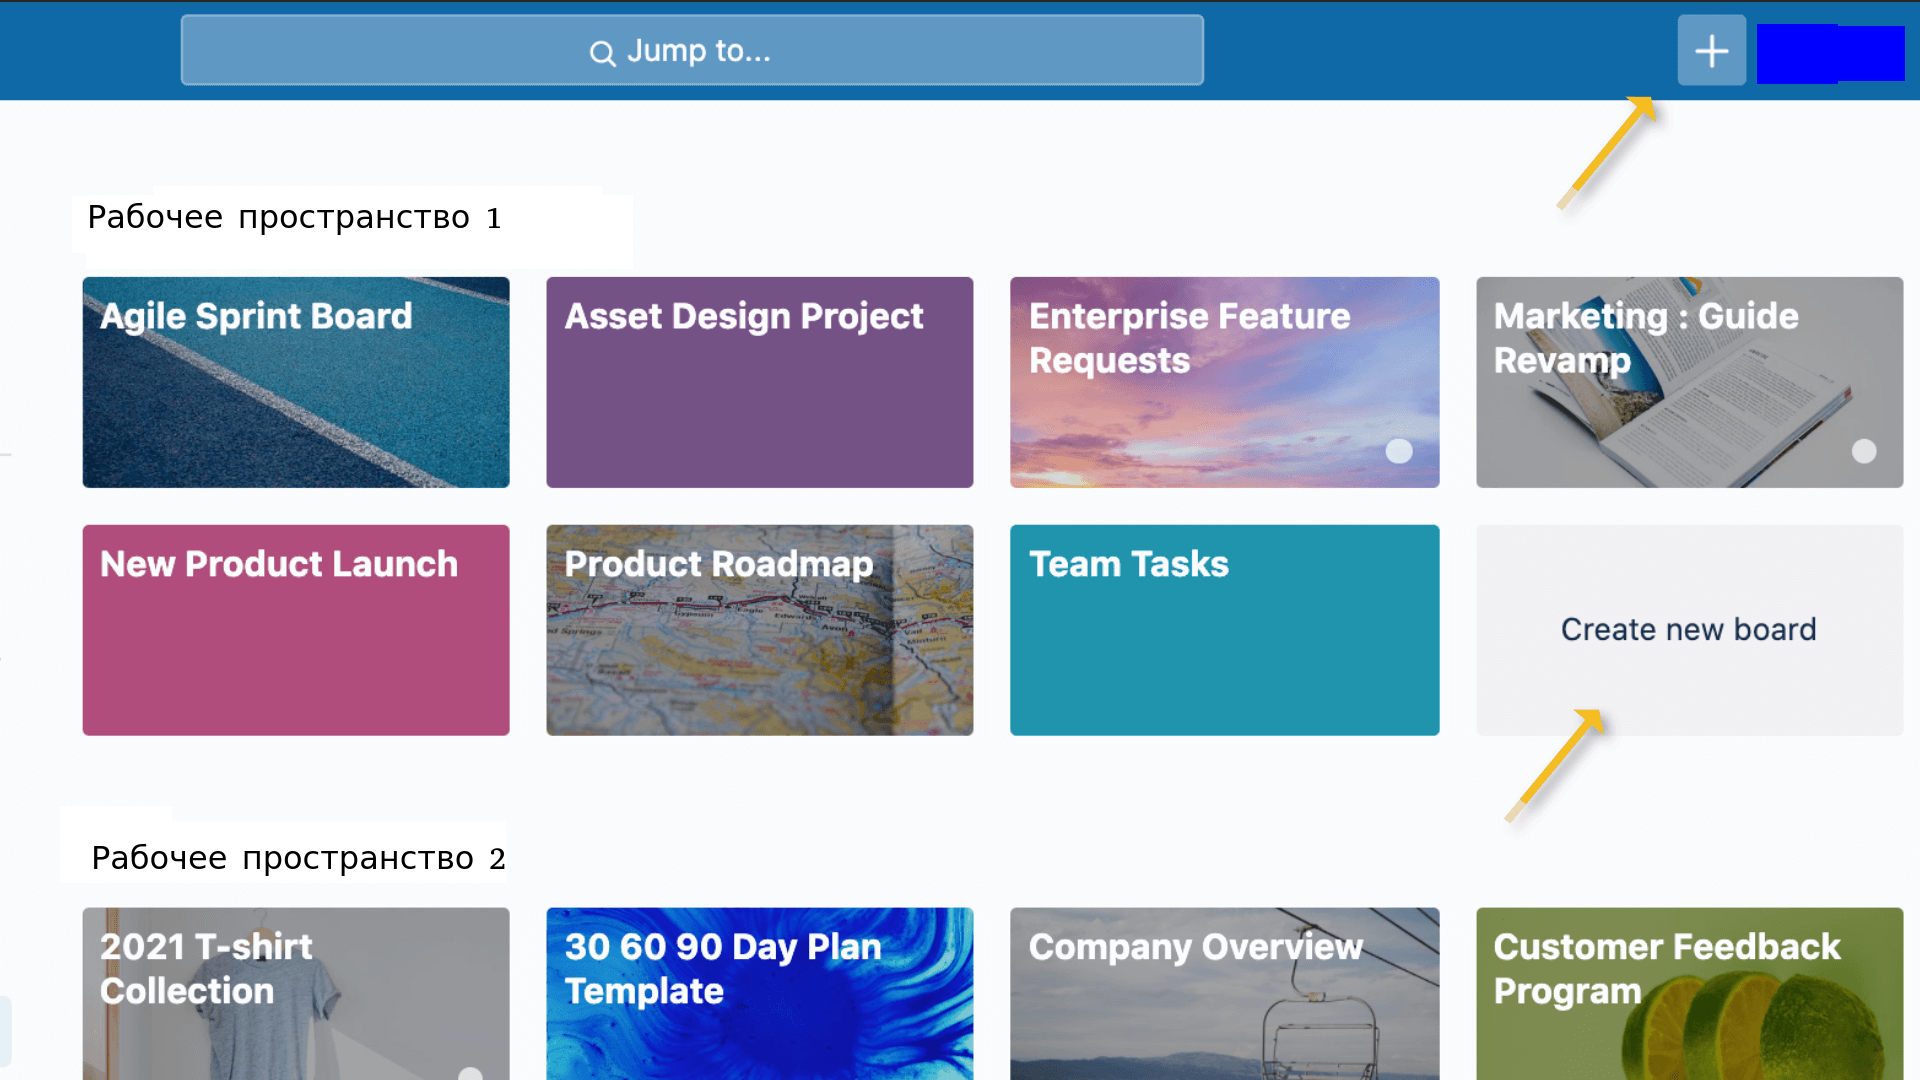 Jump to...
Рабочее пространство 1
Agile Sprint Board
Asset Design Project
Enterprise Feature
Requests
Marketing : Guide
Revamp
New Product Launch
Product Roadmap
Team Tasks
Create new board
Рабочее пространство 2
2021 T-shirt
Collection
30 60 90 Day Plan
Template
Company Overview
Customer Feedback
Program